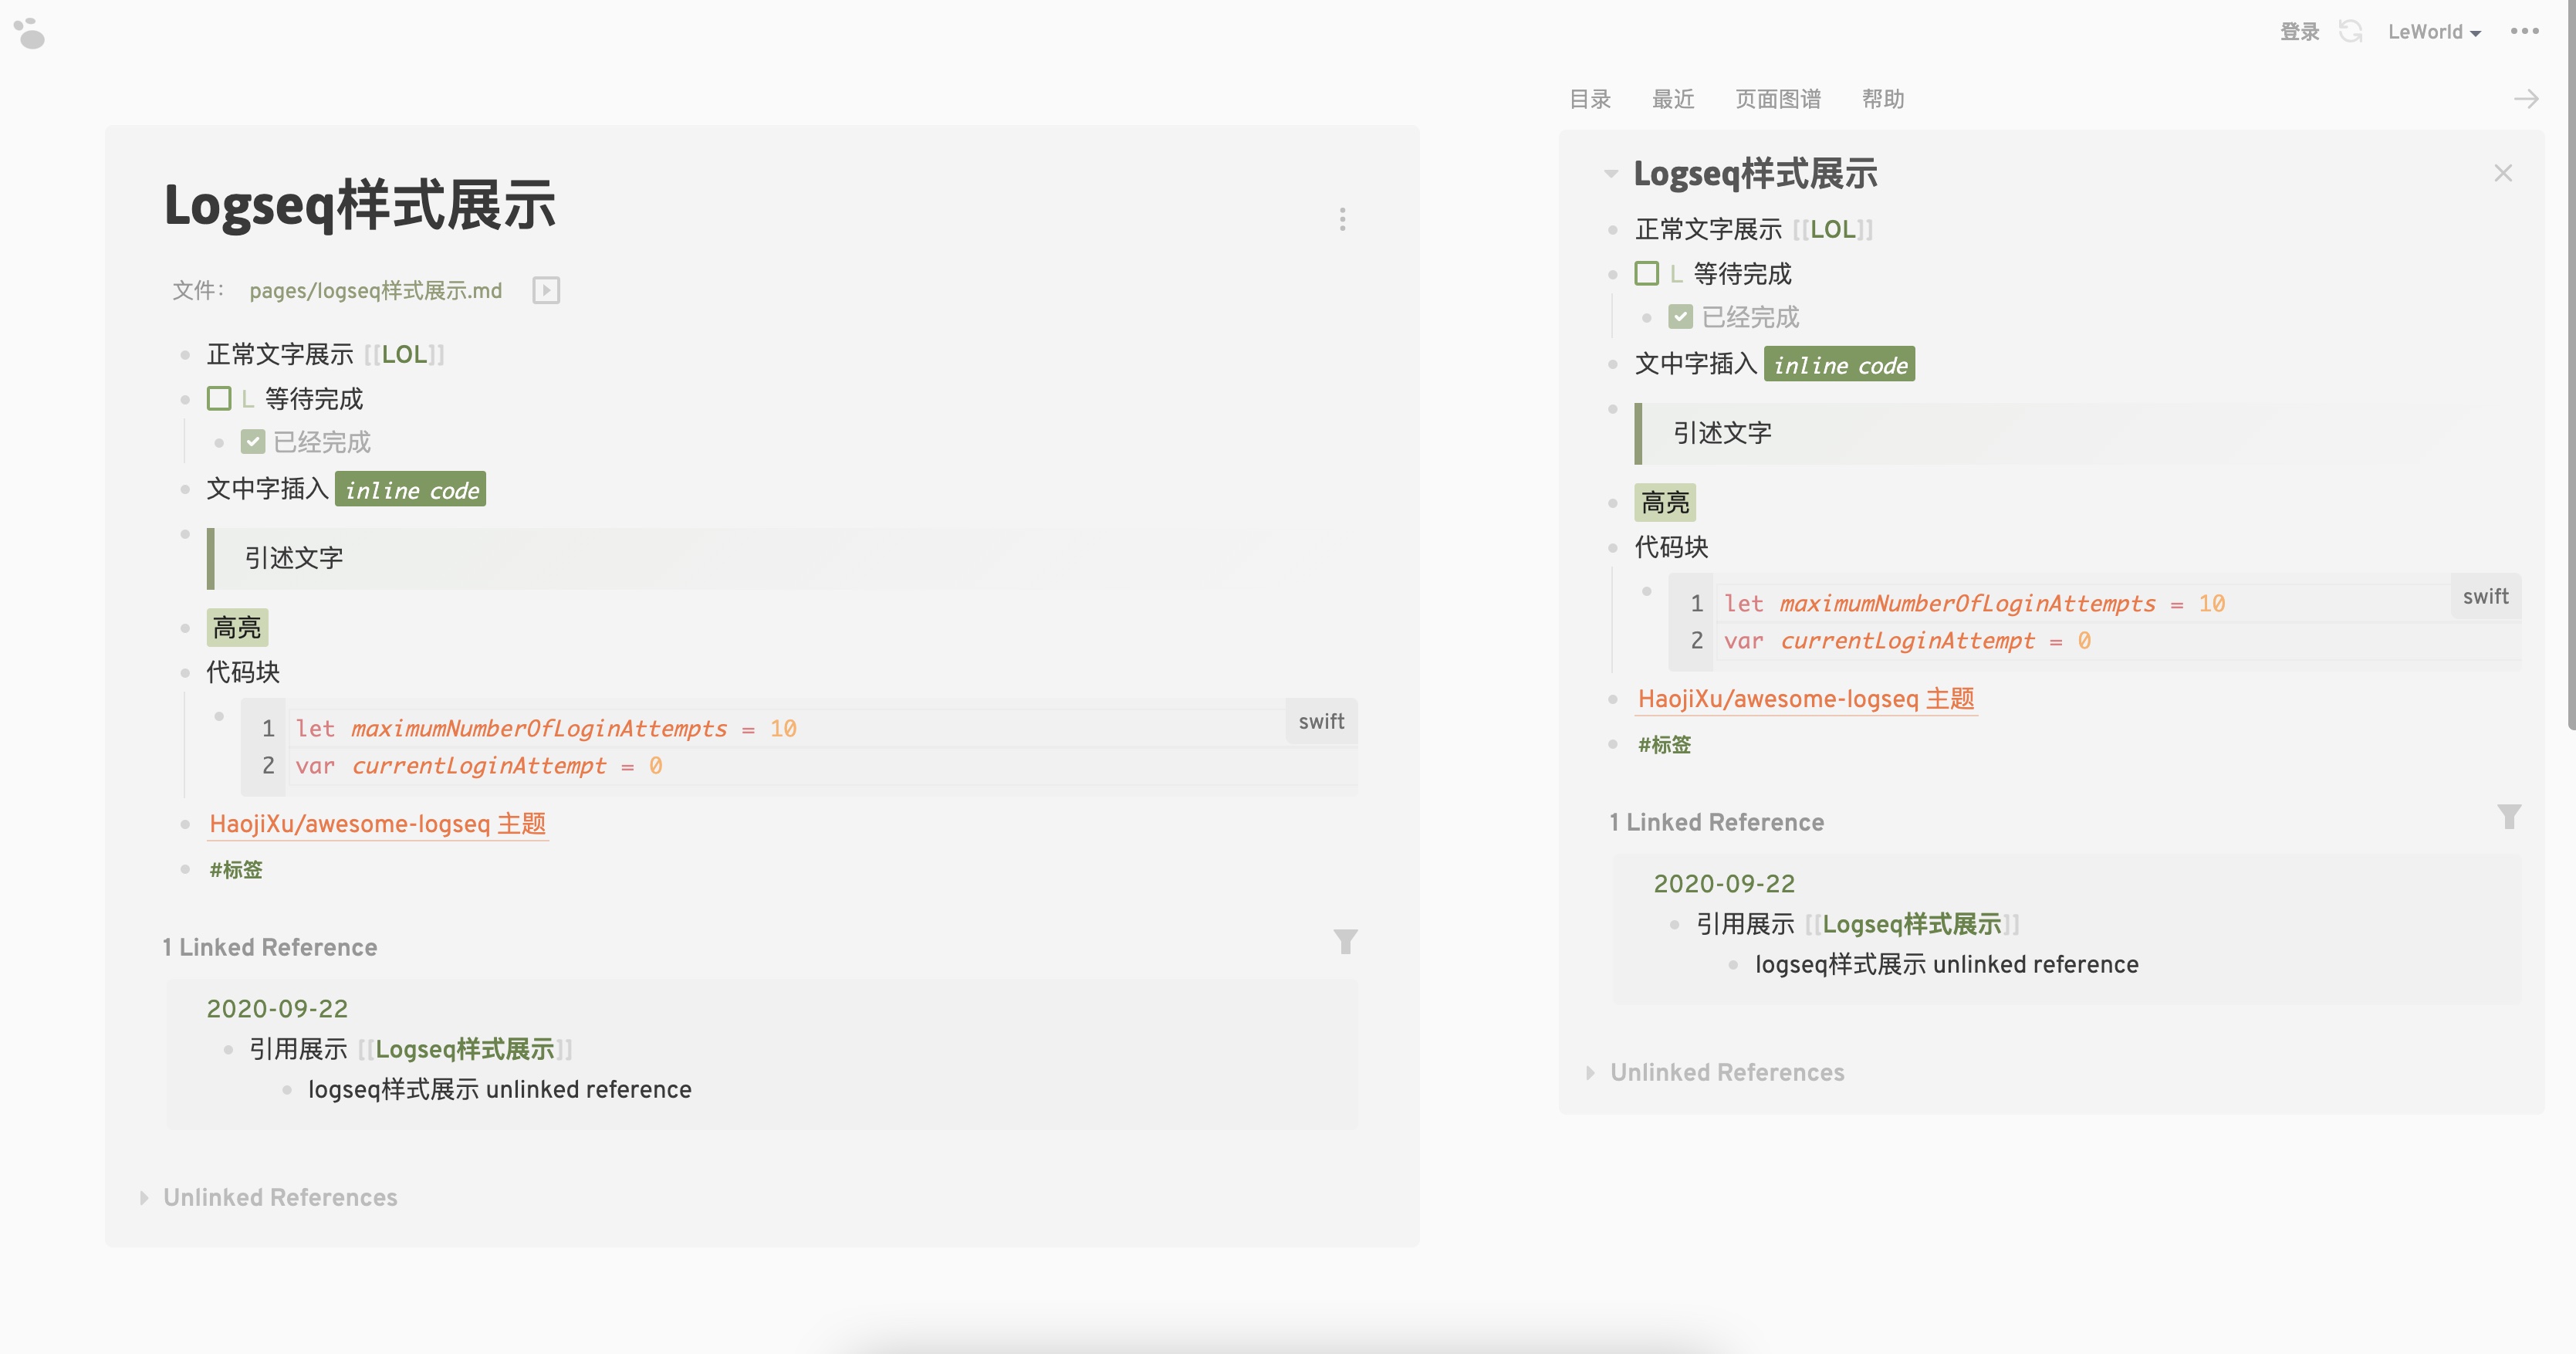 登录 LeWorld
目录 最近 页面图谱 帮助
Logseq样式展示
文件： pages/logseq样式展示.md
正常文字展示 [[LOL]]
L 等待完成
已经完成
文中字插入 inline code
引述文字
高亮
代码块
swift
1 let maximumNumberOfLoginAttempts = 10
2 var currentLoginAttempt = 0
HaojiXu/awesome-logseq 主题
#标签
1 Linked Reference
2020-09-22
引用展示 [[Logseq样式展示]]
logseq样式展示 unlinked reference
Unlinked References
Logseq样式展示
正常文字展示 [[LOL]]
L 等待完成
已经完成
文中字插入 inline code
引述文字
高亮
代码块
swift
1 let maximumNumberOfLoginAttempts = 10
2 var currentLoginAttempt = 0
HaojiXu/awesome-logseq 主题
#标签
1 Linked Reference
2020-09-22
引用展示 [[Logseq样式展示]]
logseq样式展示 unlinked reference
Unlinked References